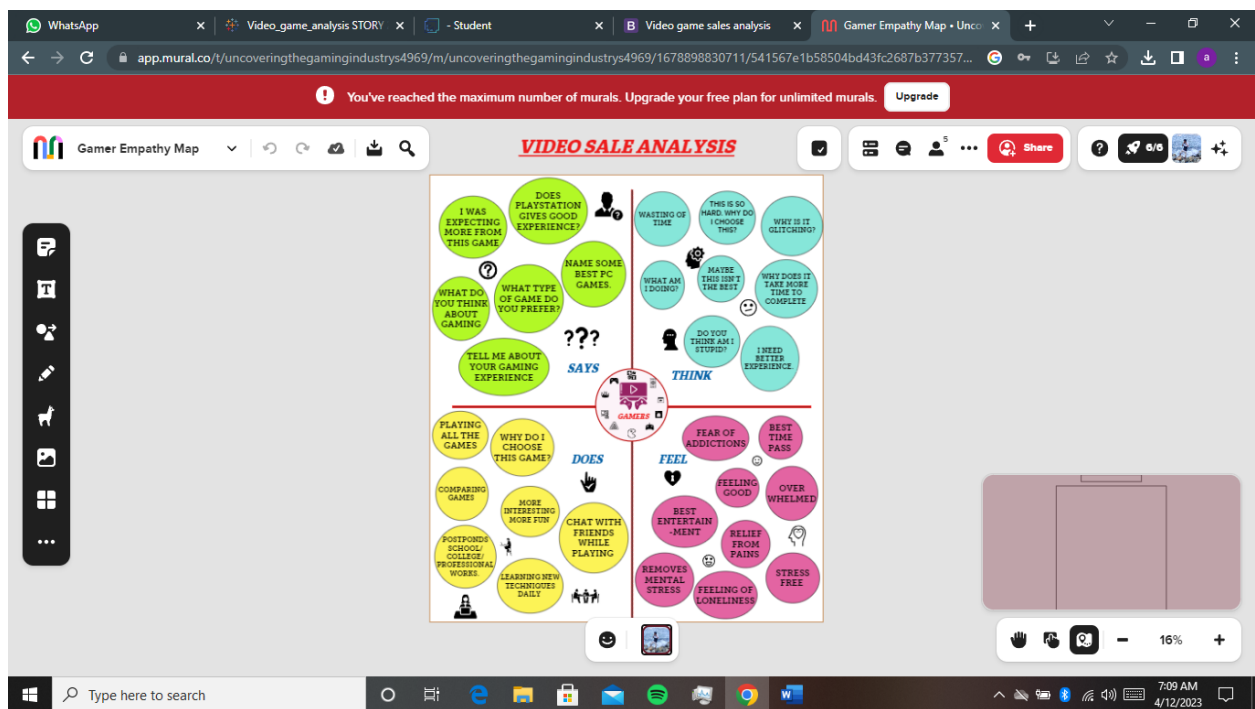 WhatsApp
Video_game_analysis STORY
- Student
Video game sales analysis
Gamer Empathy Map • Unco
app.mural.co/t/uncoveringthegamingindustrys4969/m/uncoveringthegamingindustrys4969/1678898830711/541567e1b58504bd43fc2687b377357...
You've reached the maximum number of murals. Upgrade your free plan for unlimited murals.
Upgrade
Gamer Empathy Map
VIDEO SALE ANALYSIS
5
Share
6/6
I WAS
EXPECTING
MORE FROM
THIS GAME
DOES
PLAYSTATION
GIVES GOOD
EXPERIENCE?
NAME SOME
BEST PC
GAMES.
WHAT DO
YOU THINK
ABOUT
GAMING
WHAT TYPE
OF GAME DO
YOU PREFER?
???
TELL ME ABOUT
YOUR GAMING
EXPERIENCE
SAYS
WASTING OF
TIME
THIS IS SO
HARD. WHY DO
I CHOOSE
THIS?
WHY IS IT
GLITCHING?
WHAT AM
I DOING?
MAYBE
THIS ISN'T
THE BEST
WHY DOES IT
TAKE MORE
TIME TO
COMPLETE
DO YOU
THINK AM I
STUPID?
I NEED
BETTER
EXPERIENCE.
THINK
GAMERS
PLAYING
ALL THE
GAMES
WHY DO I
CHOOSE
THIS GAME?
DOES
COMPARING
GAMES
MORE
INTERESTING
MORE FUN
CHAT WITH
FRIENDS
WHILE
PLAYING
POSTPONDS
SCHOOL/
COLLEGE/
PROFESSIONAL
WORKS.
LEARNING NEW
TECHNIQUES
DAILY
FEEL
FEAR OF
ADDICTIONS
BEST
TIME
PASS
FEELING
GOOD
OVER
WHELMED
BEST
ENTERTAIN
-MENT
RELIEF
FROM
PAINS
REMOVES
MENTAL
STRESS
FEELING OF
LONELINESS
STRESS
FREE
16%
Type here to search
7:09 AM
4/12/2023